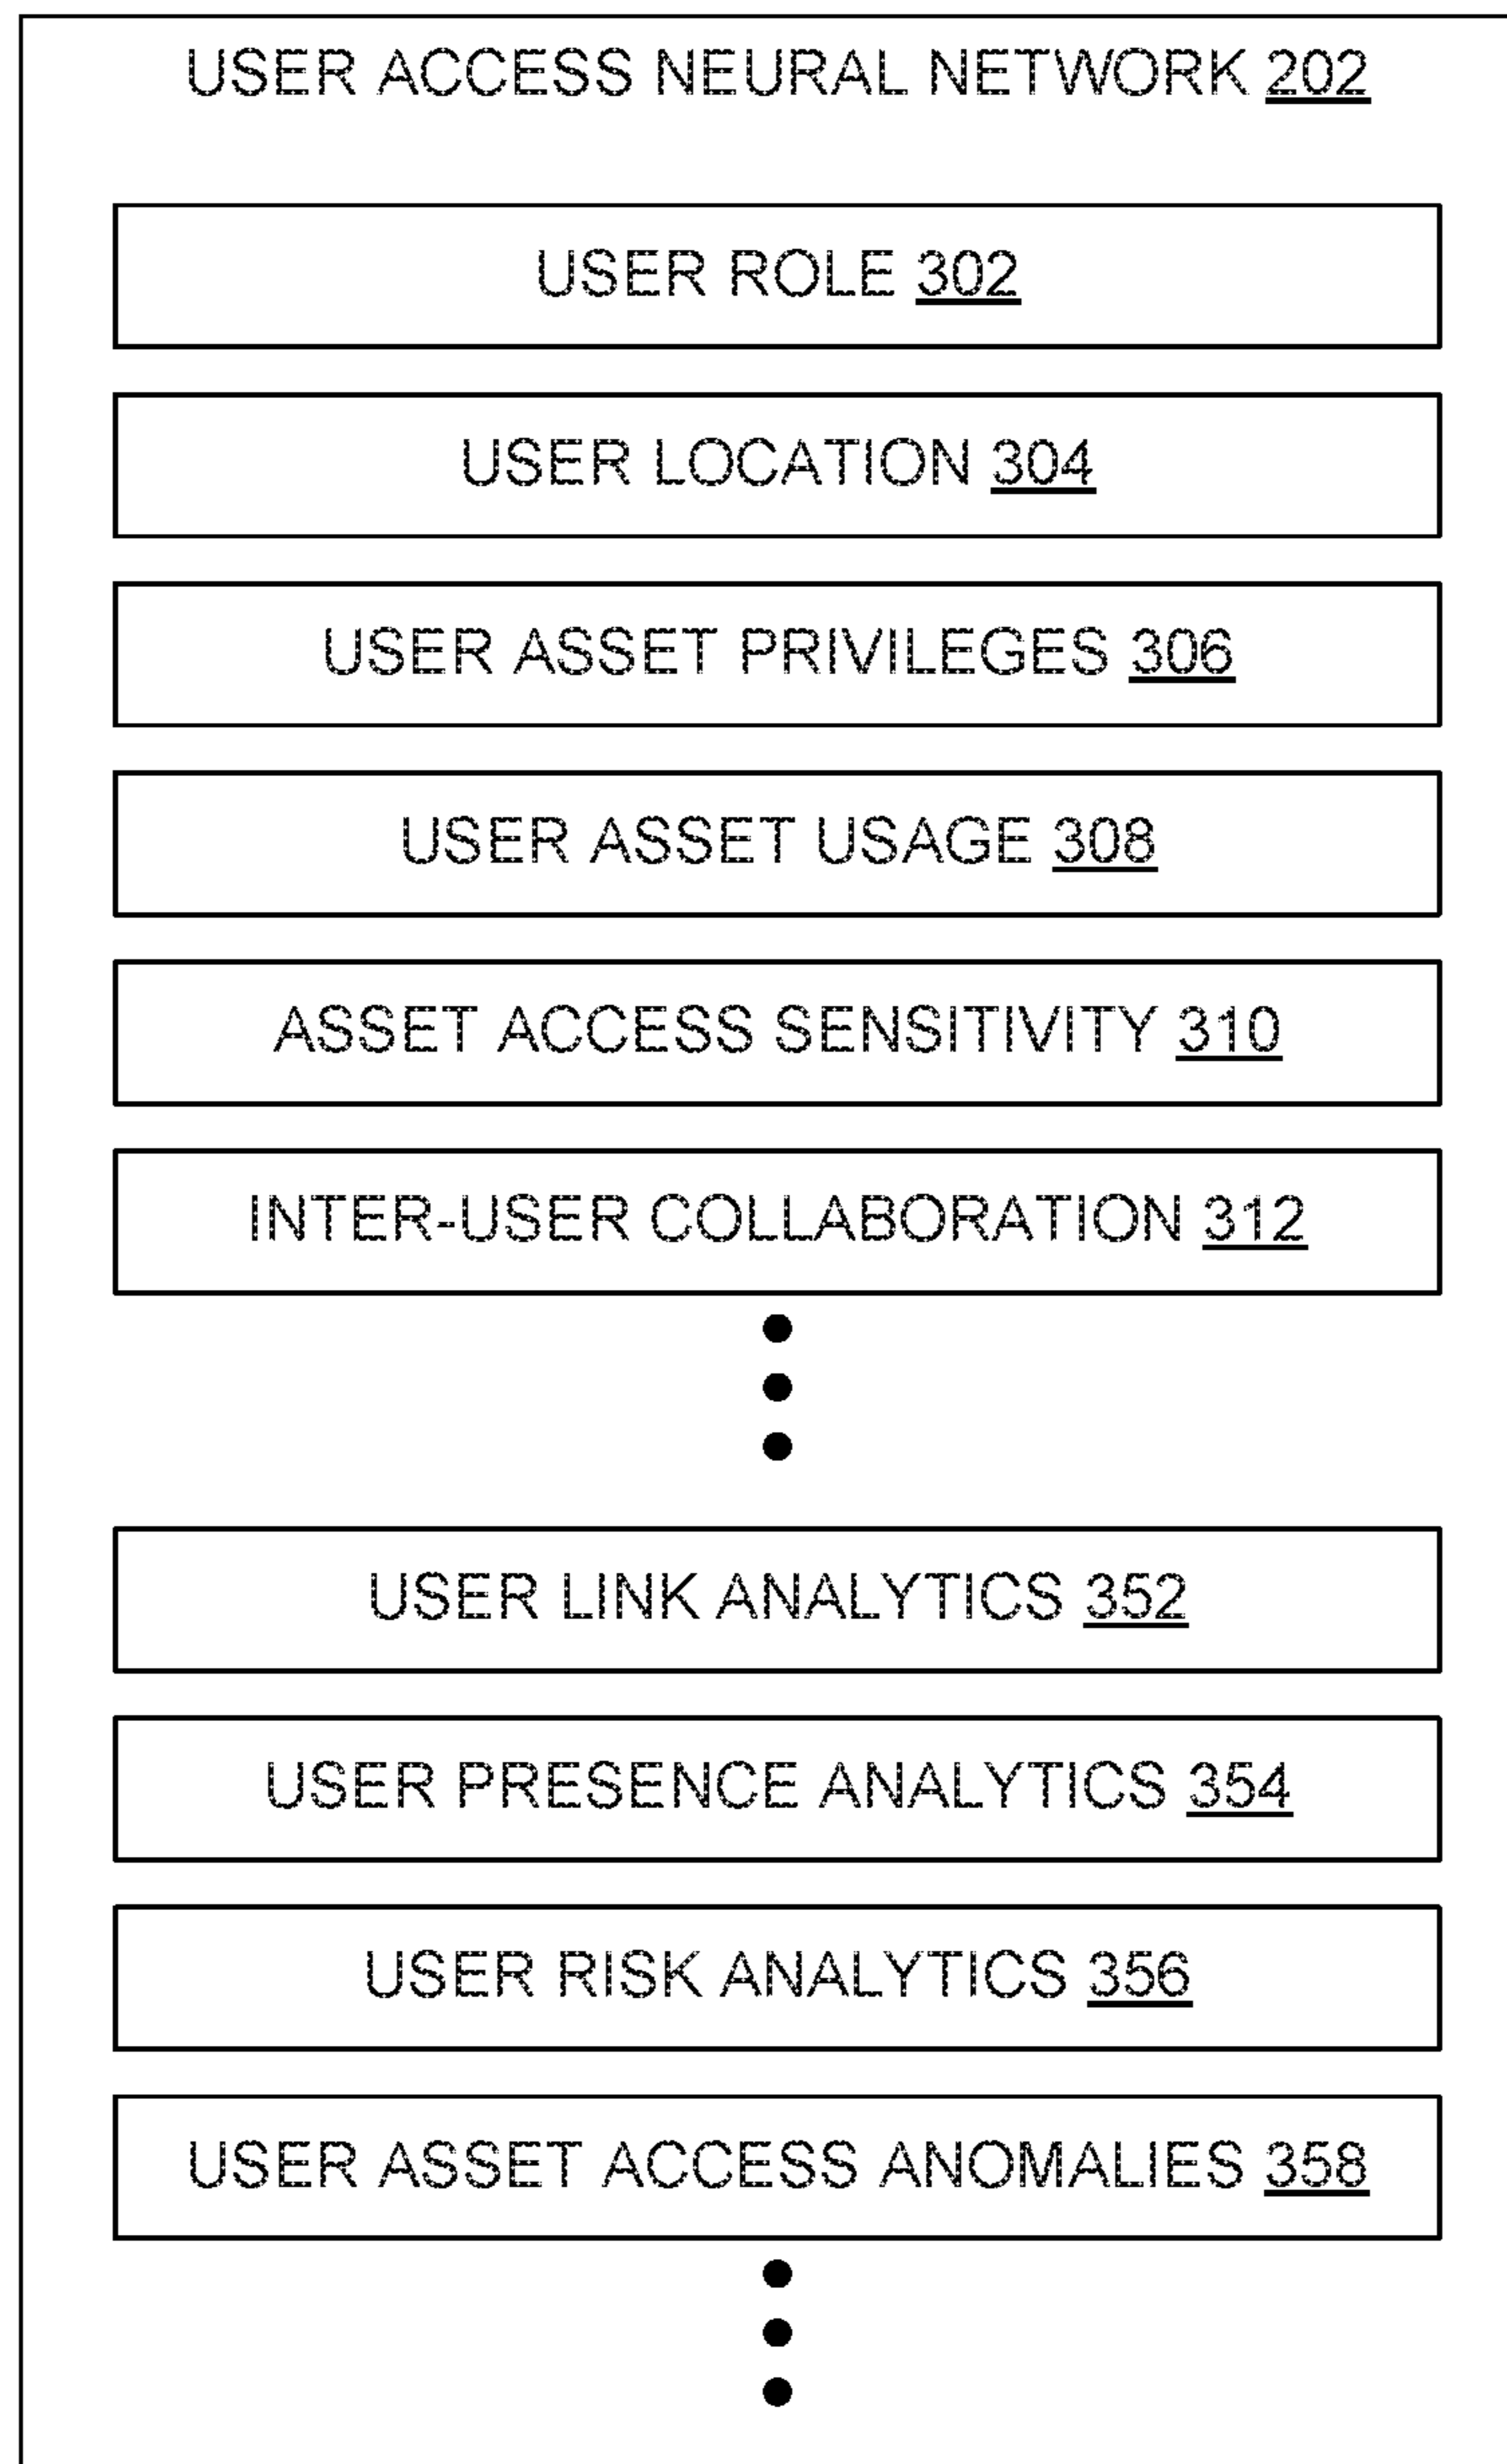 USER ACCESS NEURAL NETWORK 202
USER ROLE 302
USER LOCATION 304
USER ASSET PRIVILEGES 306
USER ASSET USAGE 308
ASSET ACCESS SENSITIVITY 310
INTER-USER COLLABORATION 312
USER LINK ANALYTICS 352
USER PRESENCE ANALYTICS 354
USER RISK ANALYTICS 356
USER ASSET ACCESS ANOMALIES 358